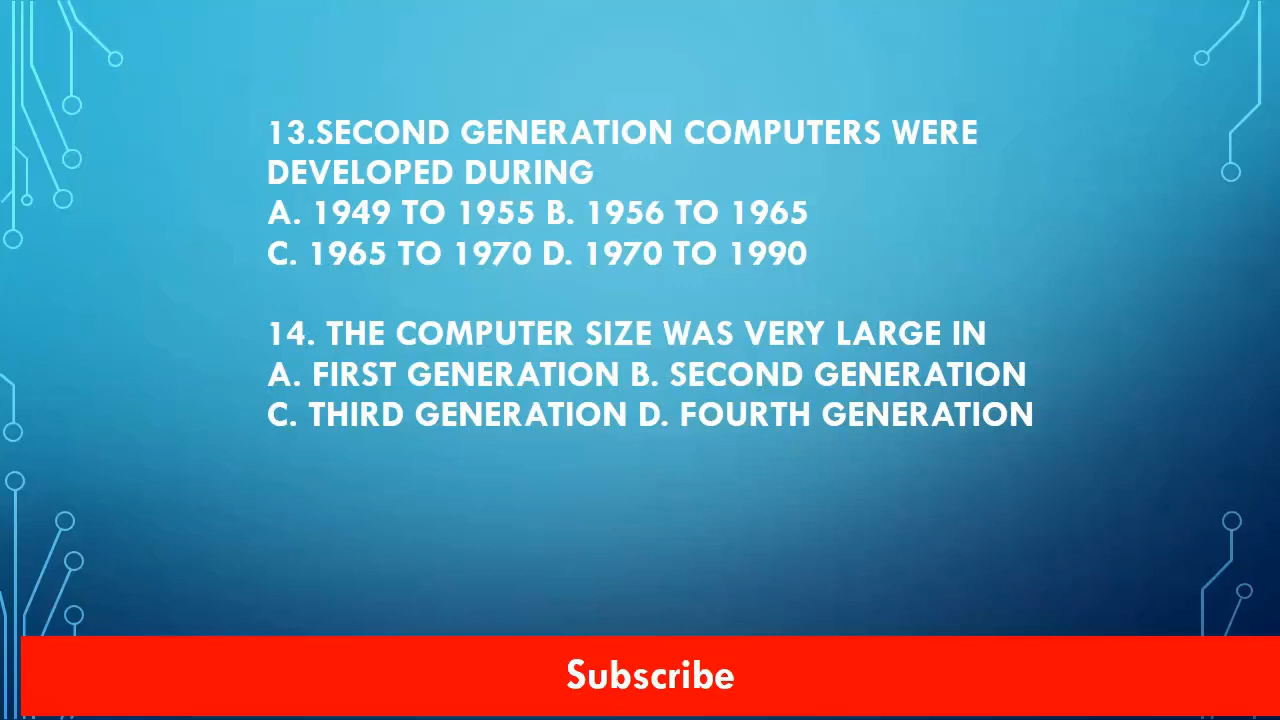 13.SECOND GENERATION COMPUTERS WERE
DEVELOPED DURING
A. 1949 TO 1955 B. 1956 TO 1965
C. 1965 TO 1970 D. 1970 TO 1990
14. THE COMPUTER SIZE WAS VERY LARGE IN
A. FIRST GENERATION B. SECOND GENERATION
C. THIRD GENERATION D. FOURTH GENERATION
Subscribe